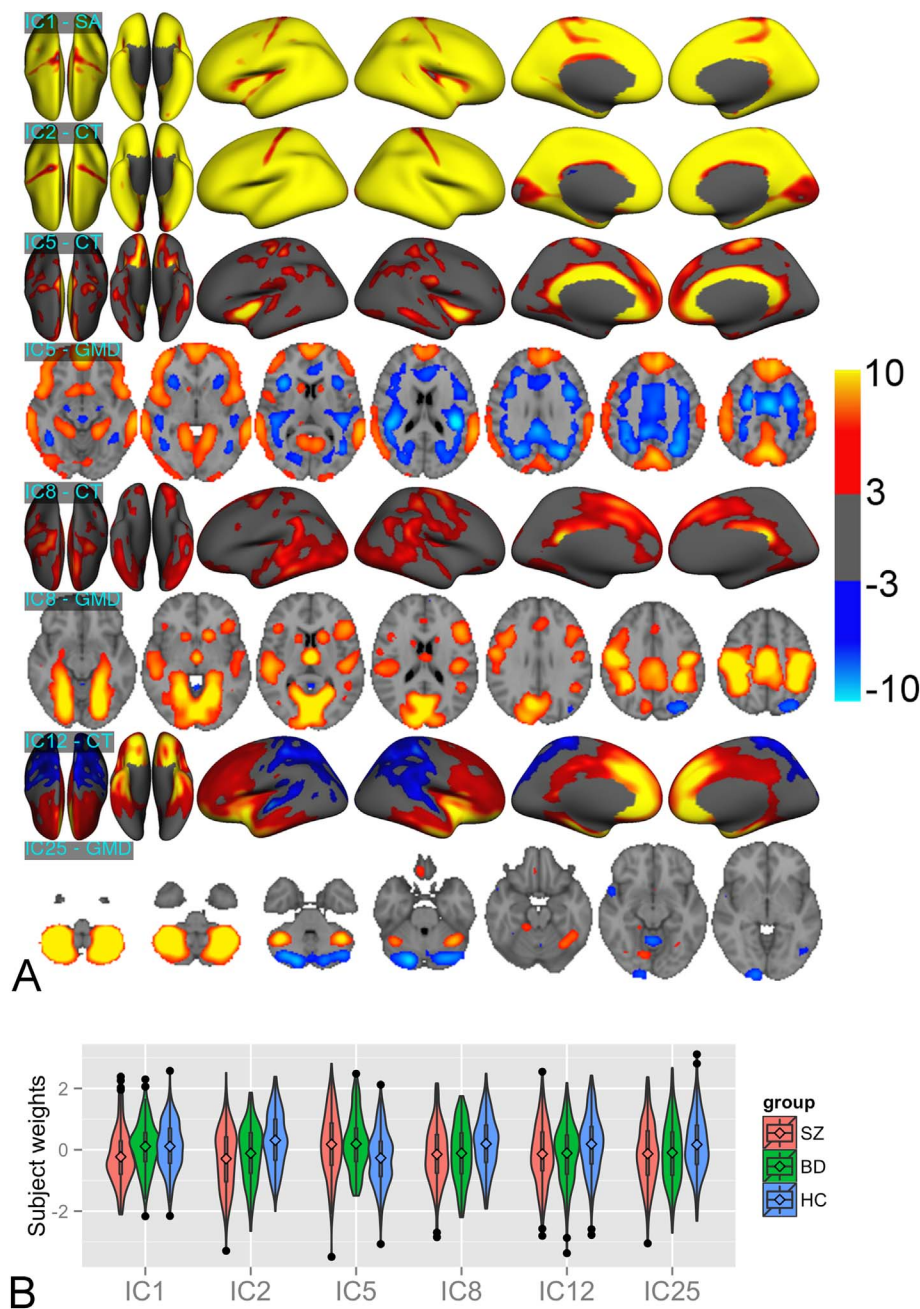 IC1 - SA
IC2 - CT
IC5 - CT
IC5 - GMD
10
3
-3
-10
IC8 - CT
IC8 - GMD
IC12 - CT
IC25 - GMD
A
Subject weights
2
0
-2
IC1 IC2 IC5 IC8 IC12 IC25
group
SZ
BD
HC
B